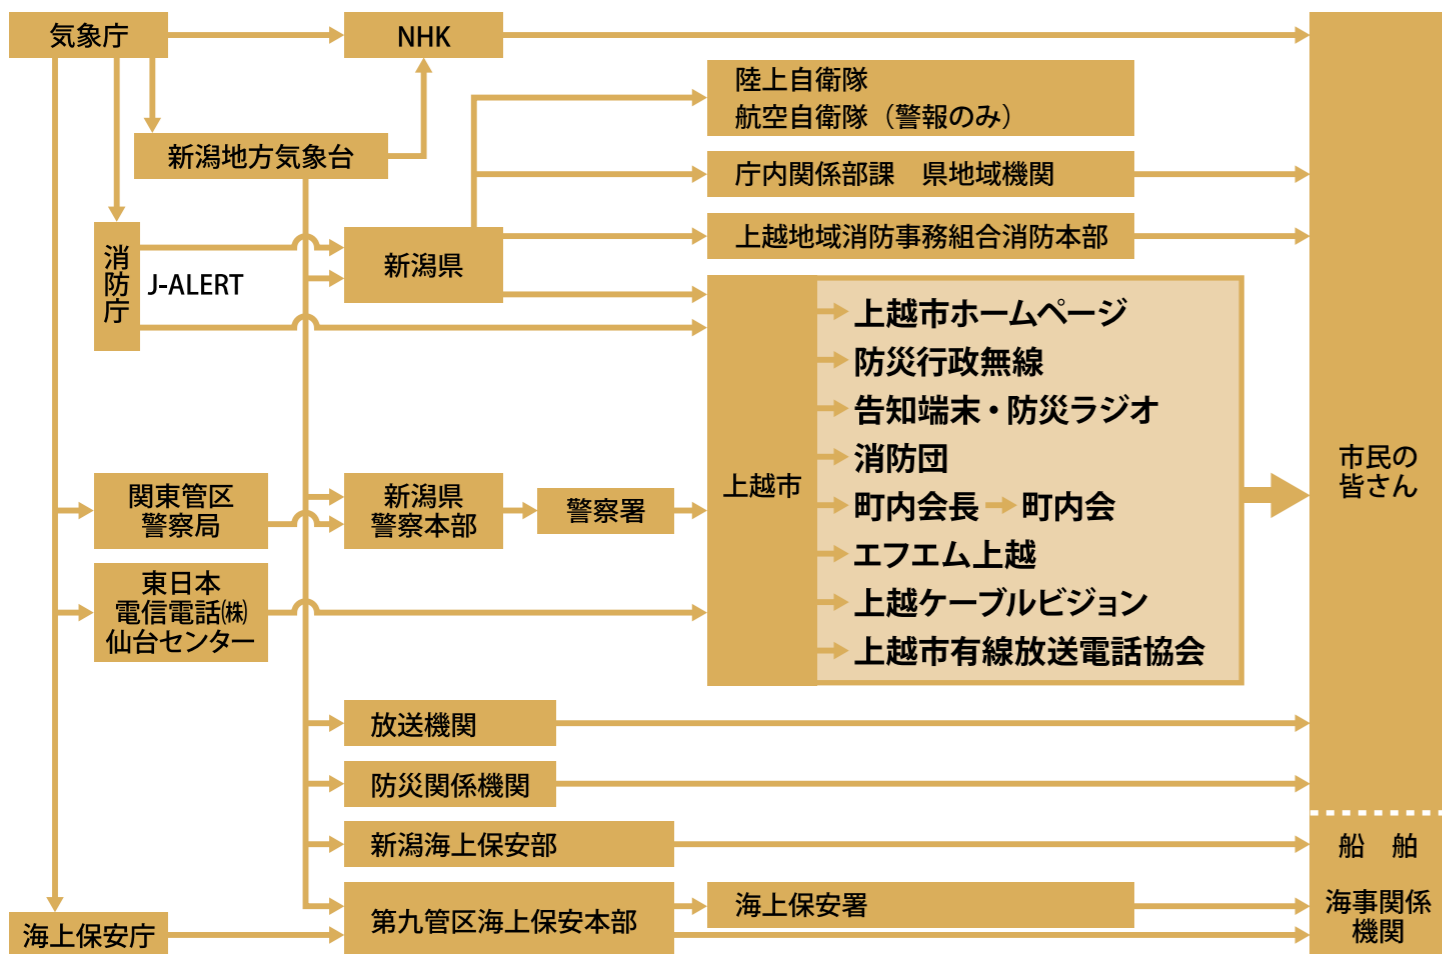 気象庁
NHK
陸上自衛隊
航空自衛隊（警報のみ）
新潟地方気象台
庁内関係部課　県地域機関
上越地域消防事務組合消防本部
消防庁
J-ALERT
新潟県
上越市
上越市ホームページ
防災行政無線
告知端末・防災ラジオ
消防団
町内会長
町内会
エフエム上越
上越ケーブルビジョン
上越市有線放送電話協会
市民の
皆さん
関東管区
警察局
新潟県
警察本部
警察署
東日本
電信電話㈱
仙台センター
放送機関
防災関係機関
新潟海上保安部
船　舶
第九管区海上保安本部
海上保安署
海事関係
機関
海上保安庁